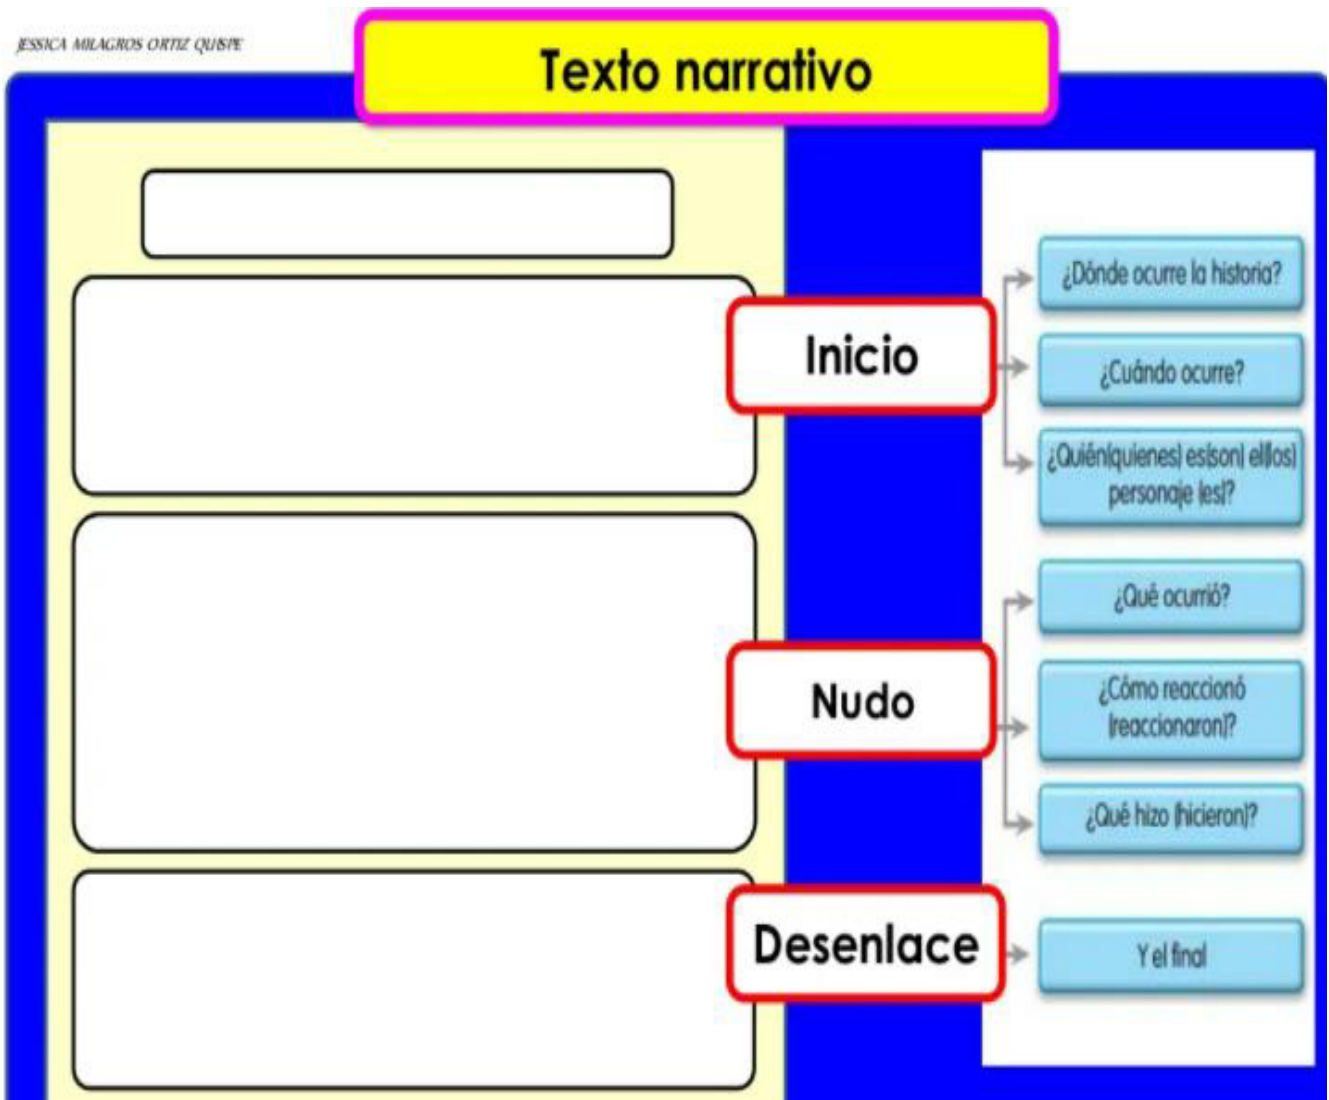 JESSICA MILAGROS ORTIZ QUISPE
Texto narrativo
Inicio
¿Dónde ocurre la historia?
¿Cuándo ocurre?
¿Quién(quienes) es(son) el(los)
personaje (es)?
Nudo
¿Qué ocurrió?
¿Cómo reaccionó
(reaccionaron)?
¿Qué hizo (hicieron)?
Desenlace
Y el final